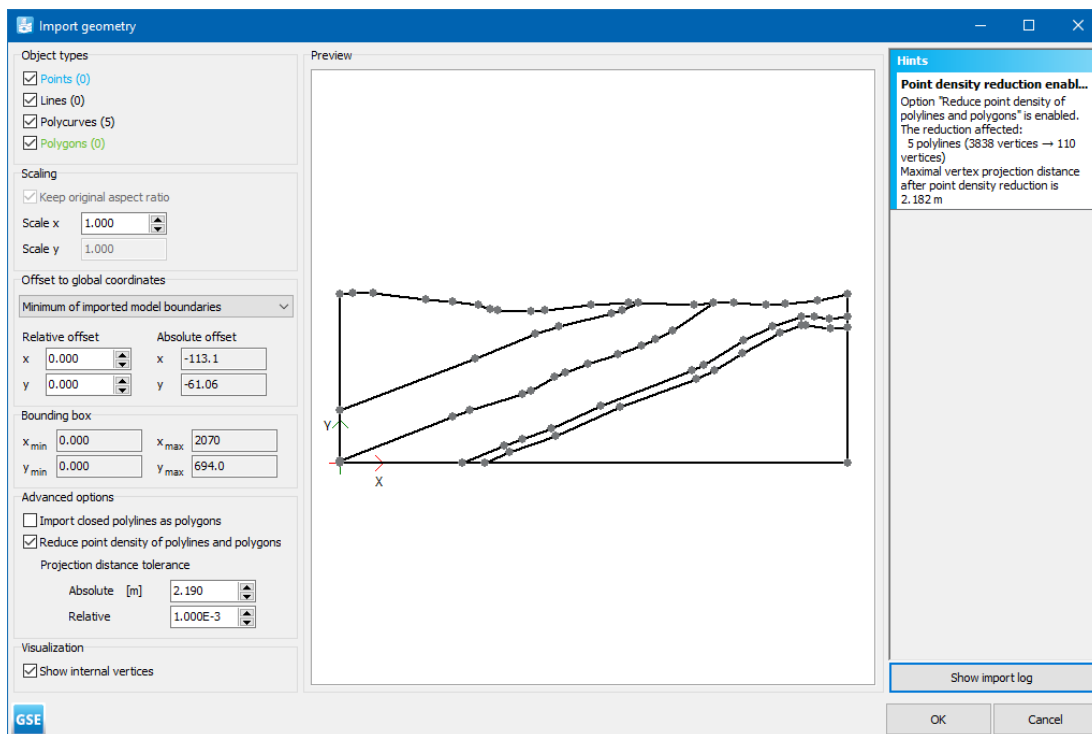 Import geometry
Object types
Points (0)
Lines (0)
Polycurves (5)
Polygons (0)
Scaling
Keep original aspect ratio
Scale x 1.000
Scale y 1.000
Offset to global coordinates
Minimum of imported model boundaries
Relative offset Absolute offset
x 0.000 x -113.1
y 0.000 y -61.06
Bounding box
x min 0.000 x max 2070
y min 0.000 y max 694.0
Advanced options
Import closed polylines as polygons
Reduce point density of polylines and polygons
Projection distance tolerance
Absolute [m] 2.190
Relative 1.000E-3
Visualization
Show internal vertices
GSE
Preview
Y
X
Hints
Point density reduction enabl...
Option "Reduce point density of
polylines and polygons" is enabled.
The reduction affected:
5 polylines (3838 vertices → 110
vertices)
Maximal vertex projection distance
after point density reduction is
2.182 m
Show import log
OK Cancel